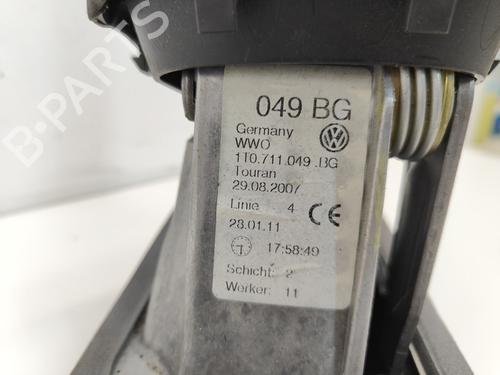 B-PARTS
049 BG
Germany
WWO
1T0.711.049 .BG
Touran
29.08.2007
Linie 4 CE
28.01.11
17:58:49
Schicht: 2
Werker: 11